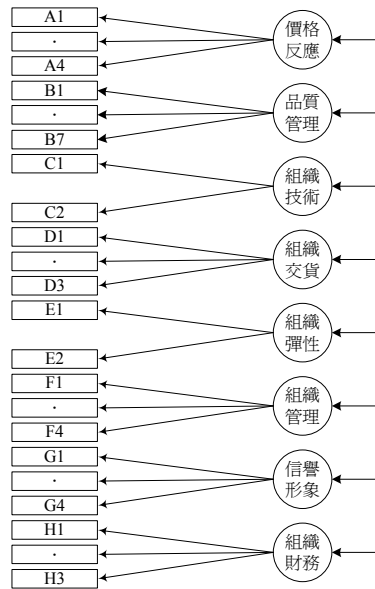 A1
·
A4
B1
·
B7
C1
C2
D1
·
D3
E1
E2
F1
·
F4
G1
·
G4
H1
·
H3
價格
反應
品質
管理
組織
技術
組織
交貨
組織
彈性
組織
管理
信譽
形象
組織
財務